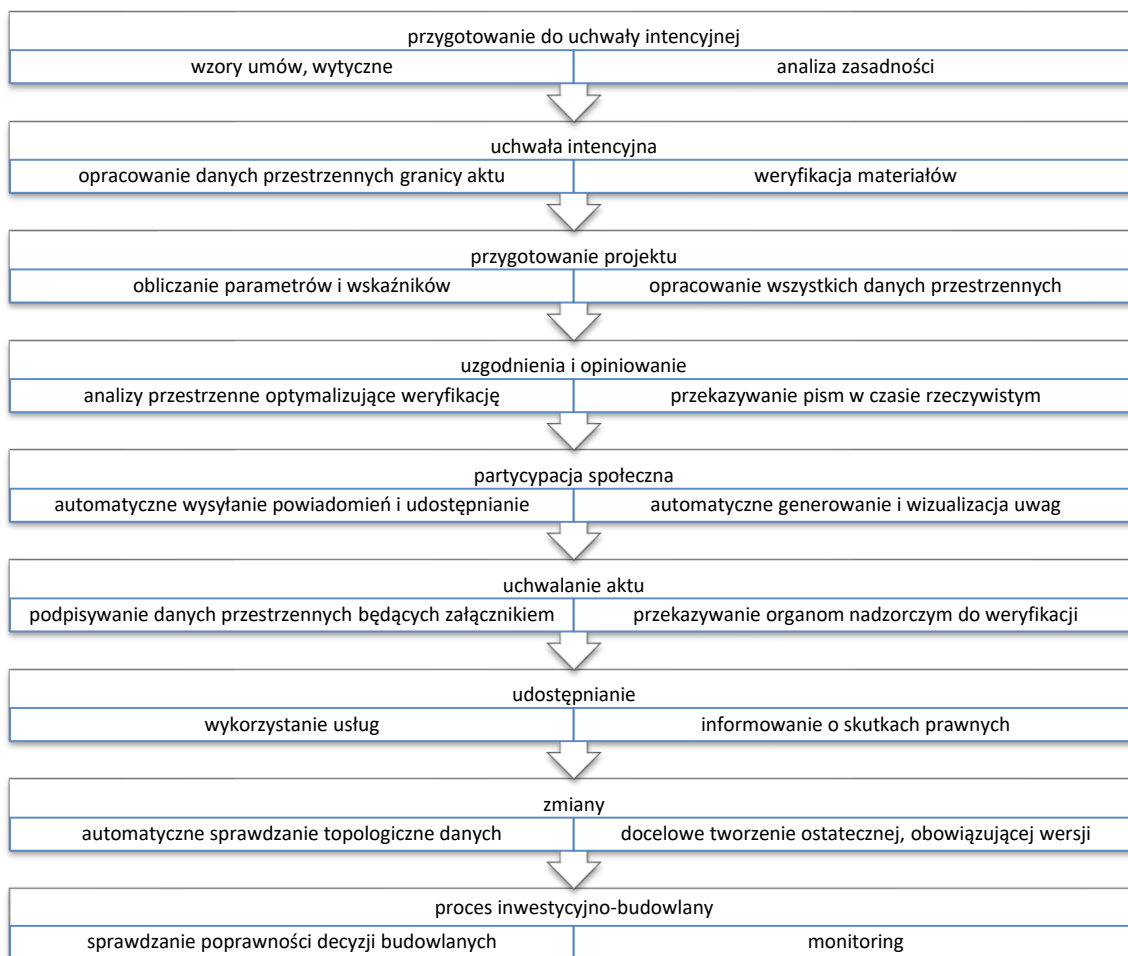 przygotowanie do uchwały intencyjnej
wzory umów, wytyczne
analiza zasadności
uchwała intencyjna
opracowanie danych przestrzennych granicy aktu
weryfikacja materiałów
przygotowanie projektu
obliczanie parametrów i wskaźników
opracowanie wszystkich danych przestrzennych
uzgodnienia i opiniowanie
analizy przestrzenne optymalizujące weryfikację
przekazywanie pism w czasie rzeczywistym
partycypacja społeczna
automatyczne wysyłanie powiadomień i udostępnianie
automatyczne generowanie i wizualizacja uwag
uchwalanie aktu
podpisywanie danych przestrzennych będących załącznikiem
przekazywanie organom nadzorczym do weryfikacji
udostępnianie
wykorzystanie usług
informowanie o skutkach prawnych
zmiany
automatyczne sprawdzanie topologiczne danych
docelowe tworzenie ostatecznej, obowiązującej wersji
proces inwestycyjno-budowlany
sprawdzanie poprawności decyzji budowlanych
monitoring